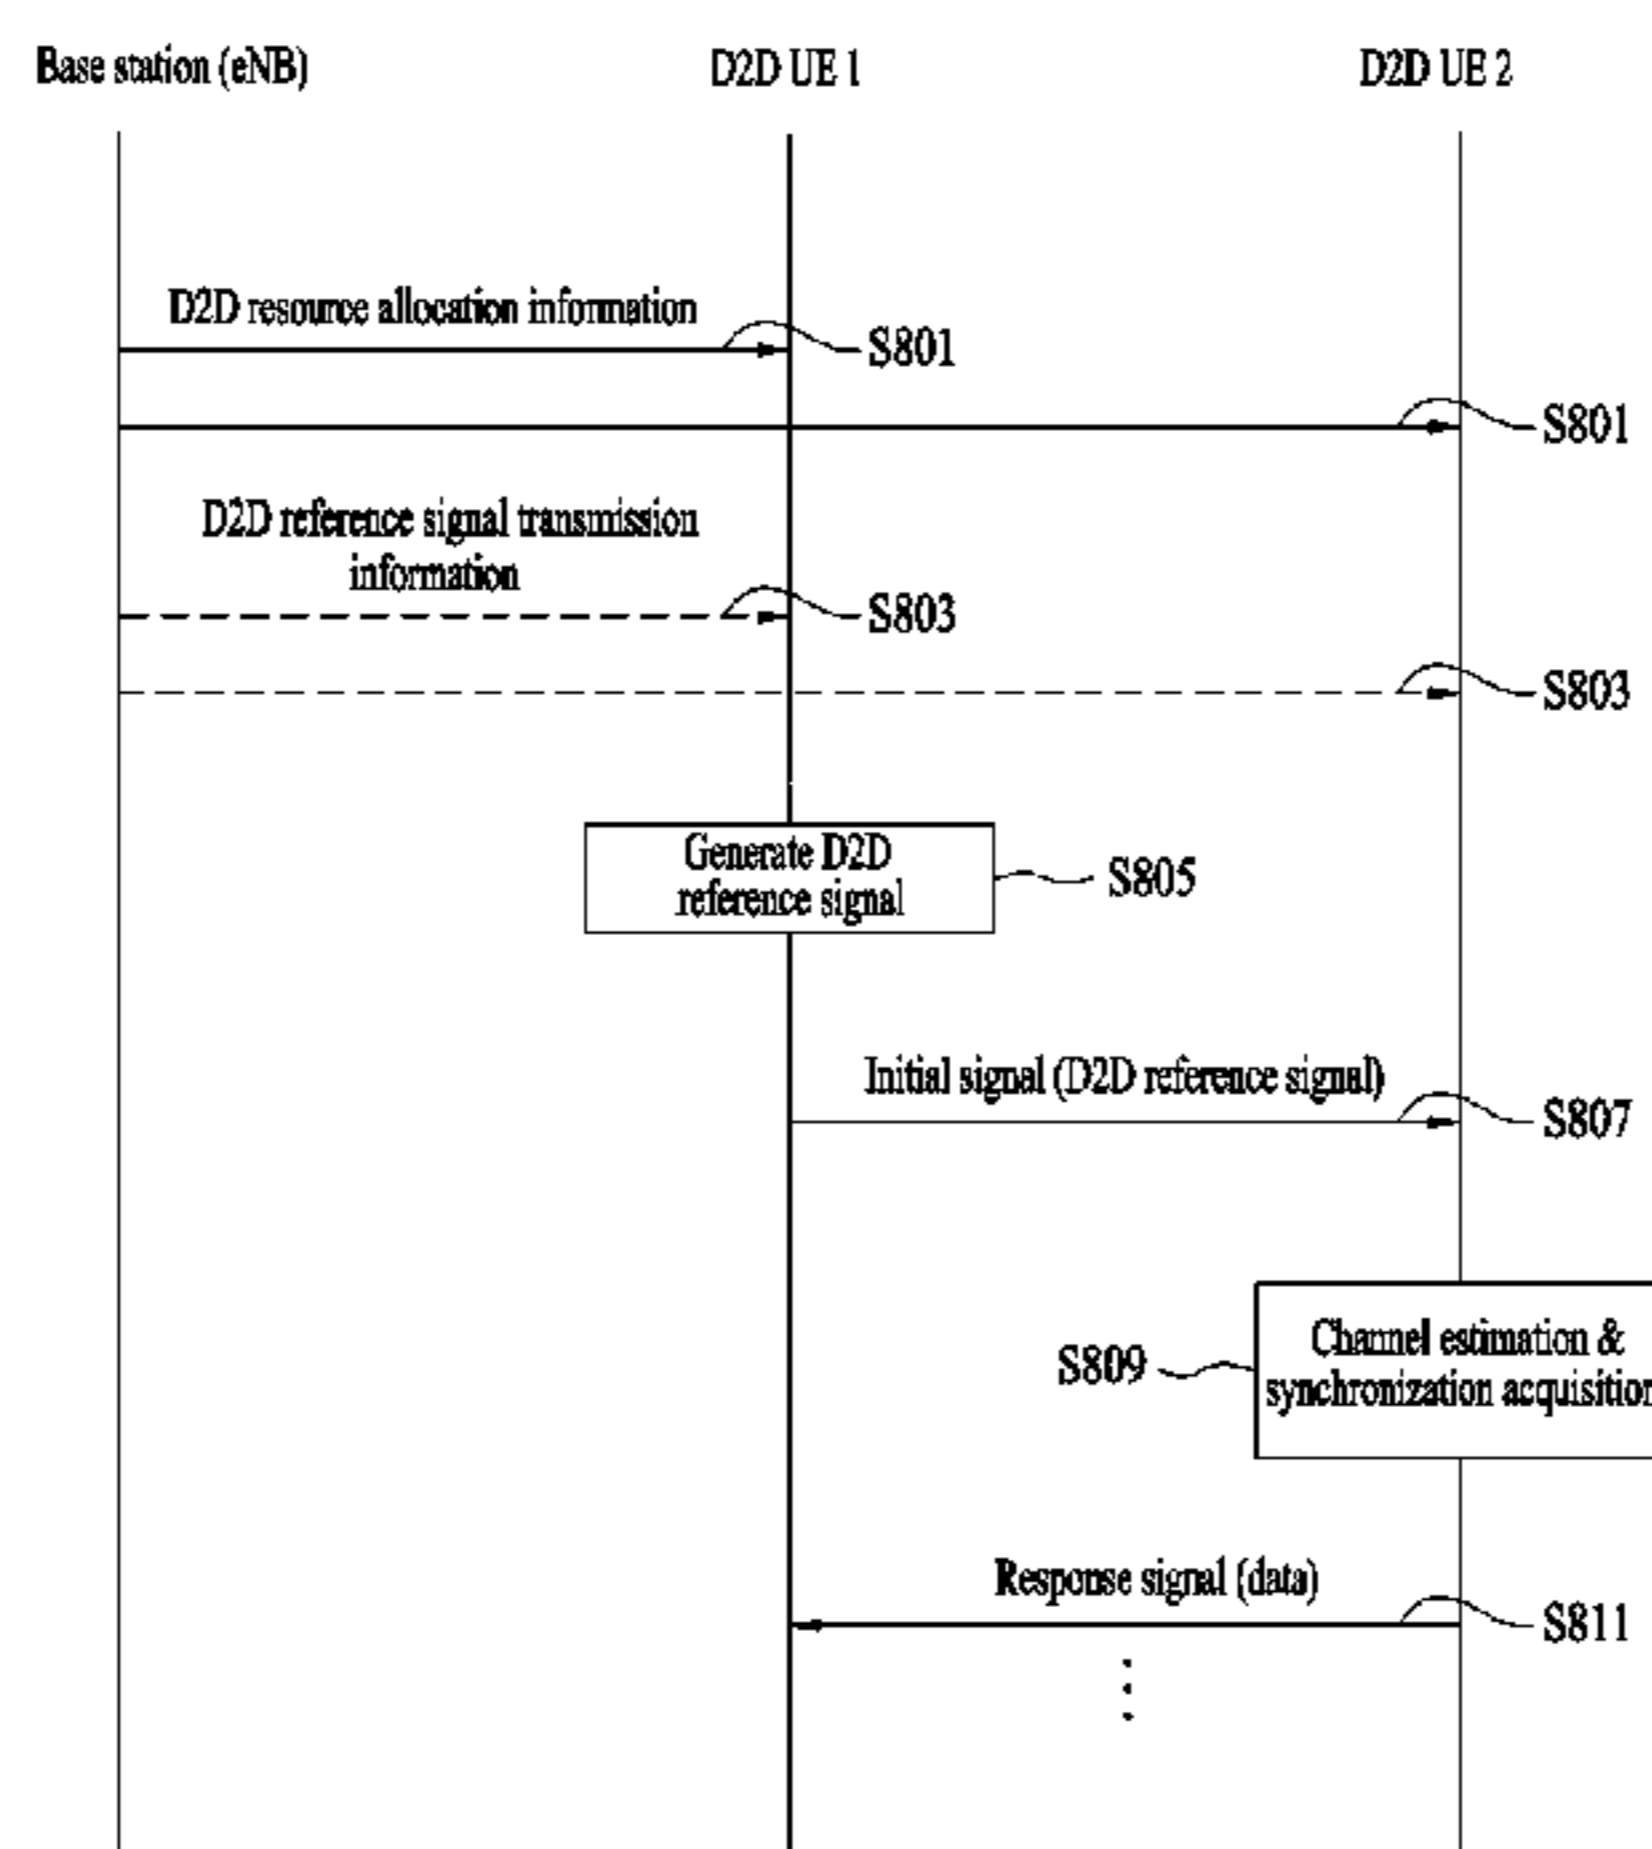 Base station (eNB)
D2D UE 1
D2D UE 2
D2D resource allocation information
S801
S801
D2D reference signal transmission
information
S803
S803
Generate D2D
reference signal
S805
Initial signal (D2D reference signal)
S807
Channel estimation &
synchronization acquisition
S809
Response signal (data)
S811